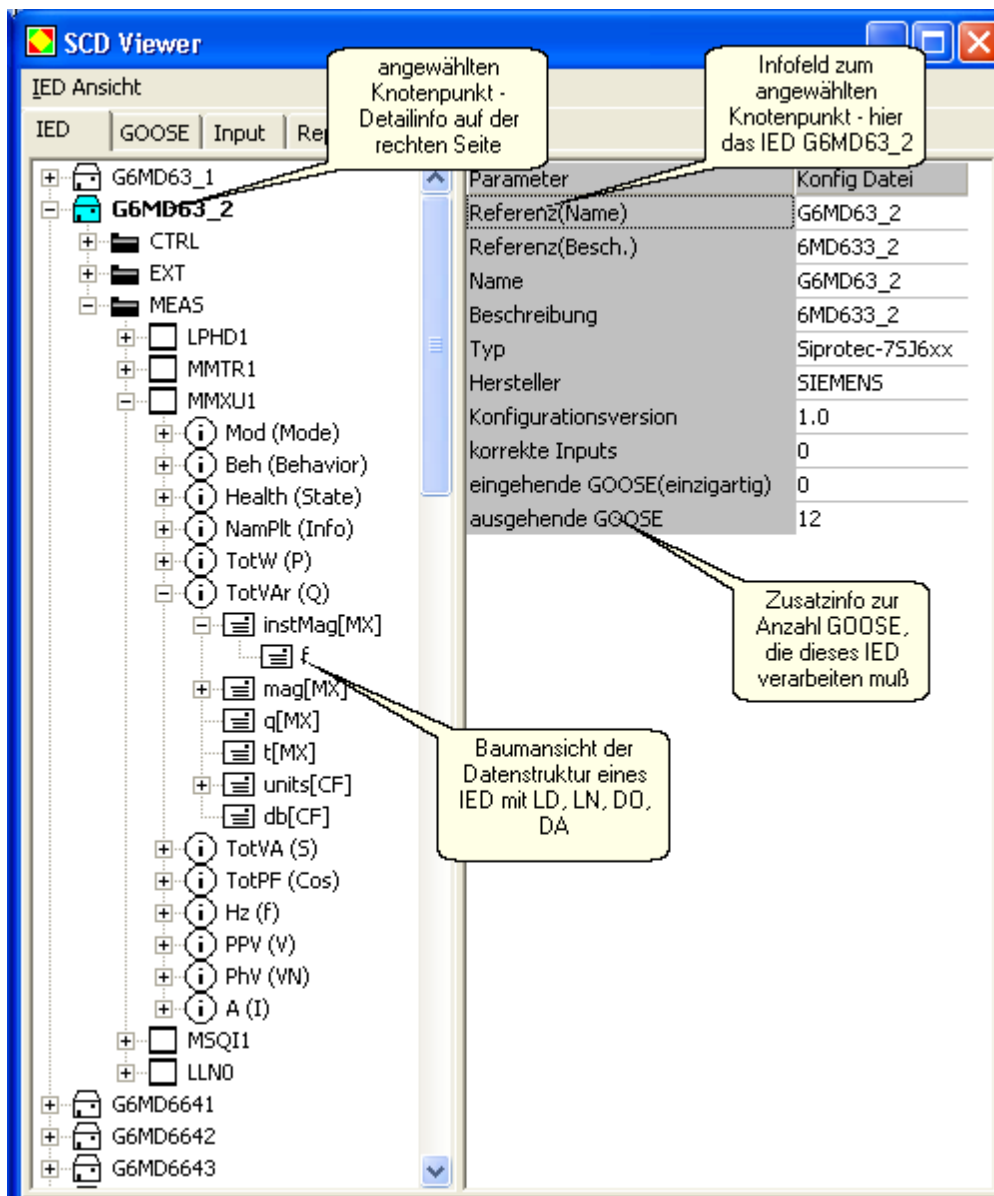 SCD Viewer
IED Ansicht
IED
GOOSE
Input
Rep
angewählten
Knotenpunkt -
Detailinfo auf der
rechten Seite
Infofeld zum
angewählten
Knotenpunkt - hier
das IED G6MD63_2
G6MD63_1
G6MD63_2
CTRL
EXT
MEAS
LPHD1
MMTR1
MMXU1
Mod (Mode)
Beh (Behavior)
Health (State)
NamPlt (Info)
TotW (P)
TotVAr (Q)
instMag[MX]
f
mag[MX]
q[MX]
t[MX]
units[CF]
db[CF]
TotVA (S)
TotPF (Cos)
Hz (f)
PPV (V)
PhV (VN)
A (I)
MSQI1
LLN0
G6MD6641
G6MD6642
G6MD6643
Parameter Konfig Datei
Referenz(Name) G6MD63_2
Referenz(Besch.) 6MD633_2
Name G6MD63_2
Beschreibung 6MD633_2
Typ Siprotec-7SJ6xx
Hersteller SIEMENS
Konfigurationsversion 1.0
korrekte Inputs 0
eingehende GOOSE(einzigartig) 0
ausgehende GOOSE 12
Zusatzinfo zur
Anzahl GOOSE,
die dieses IED
verarbeiten muß
Baumansicht der
Datenstruktur eines
IED mit LD, LN, DO,
DA